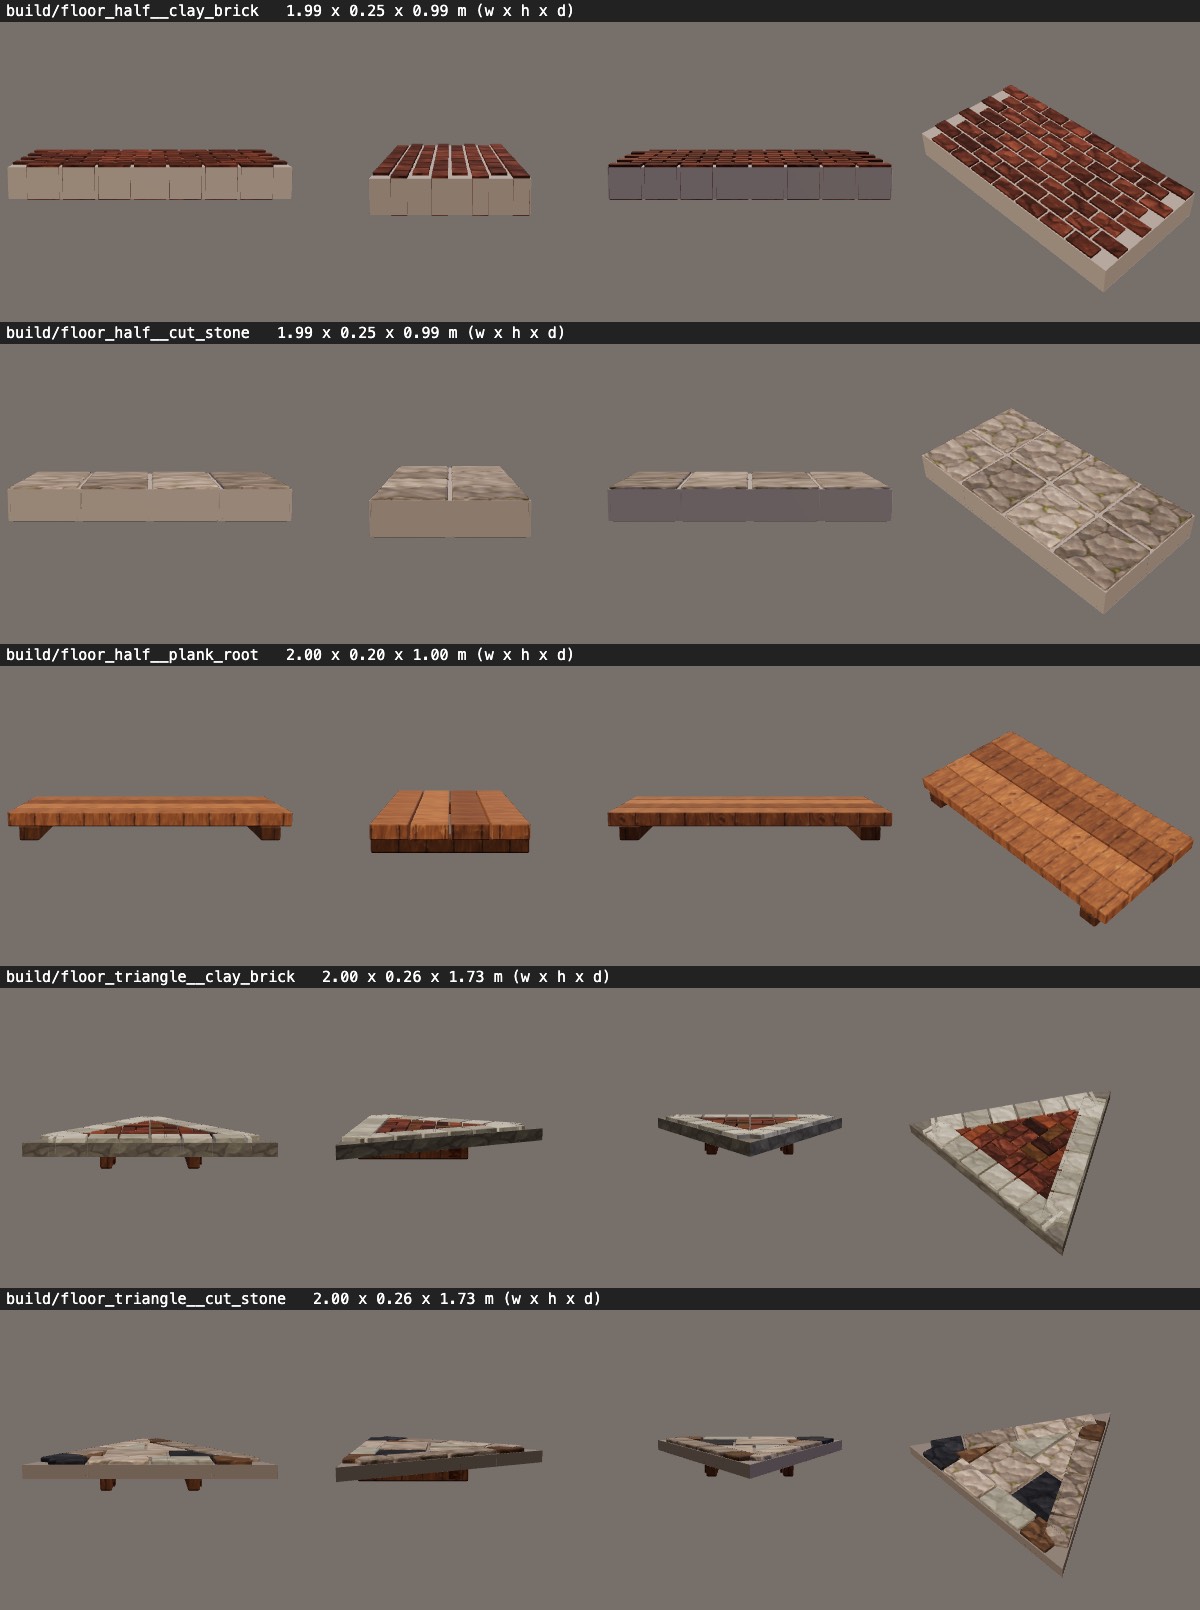 build/floor_half__clay_brick   1.99 x 0.25 x 0.99 m (w x h x d)
build/floor_half__cut_stone   1.99 x 0.25 x 0.99 m (w x h x d)
build/floor_half__plank_root   2.00 x 0.20 x 1.00 m (w x h x d)
build/floor_triangle__clay_brick   2.00 x 0.26 x 1.73 m (w x h x d)
build/floor_triangle__cut_stone   2.00 x 0.26 x 1.73 m (w x h x d)